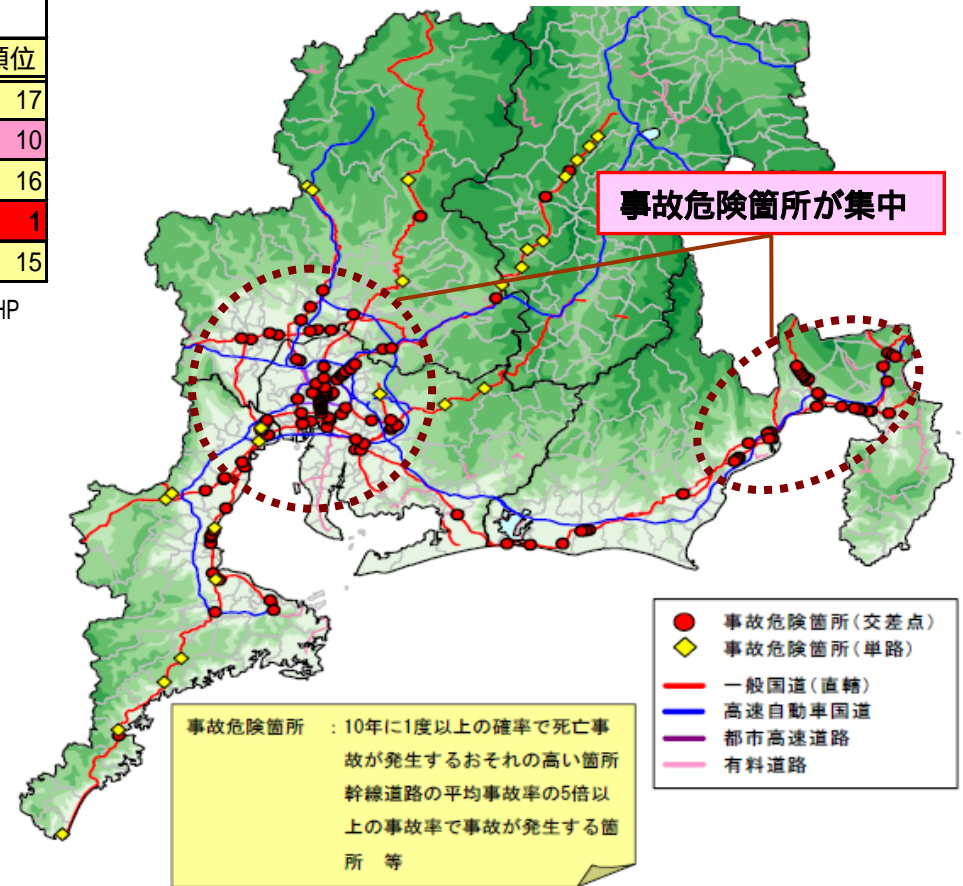 順位
17
10
16
1
15
HP
事故危険箇所が集中
事故危険箇所(交差点)
事故危険箇所(単路)
一般国道(直轄)
高速自動車国道
都市高速道路
有料道路
事故危険箇所 :10年に1度以上の確率で死亡事
故が発生するおそれの高い箇所
幹線道路の平均事故率の5倍以
上の事故率で事故が発生する箇
所 等